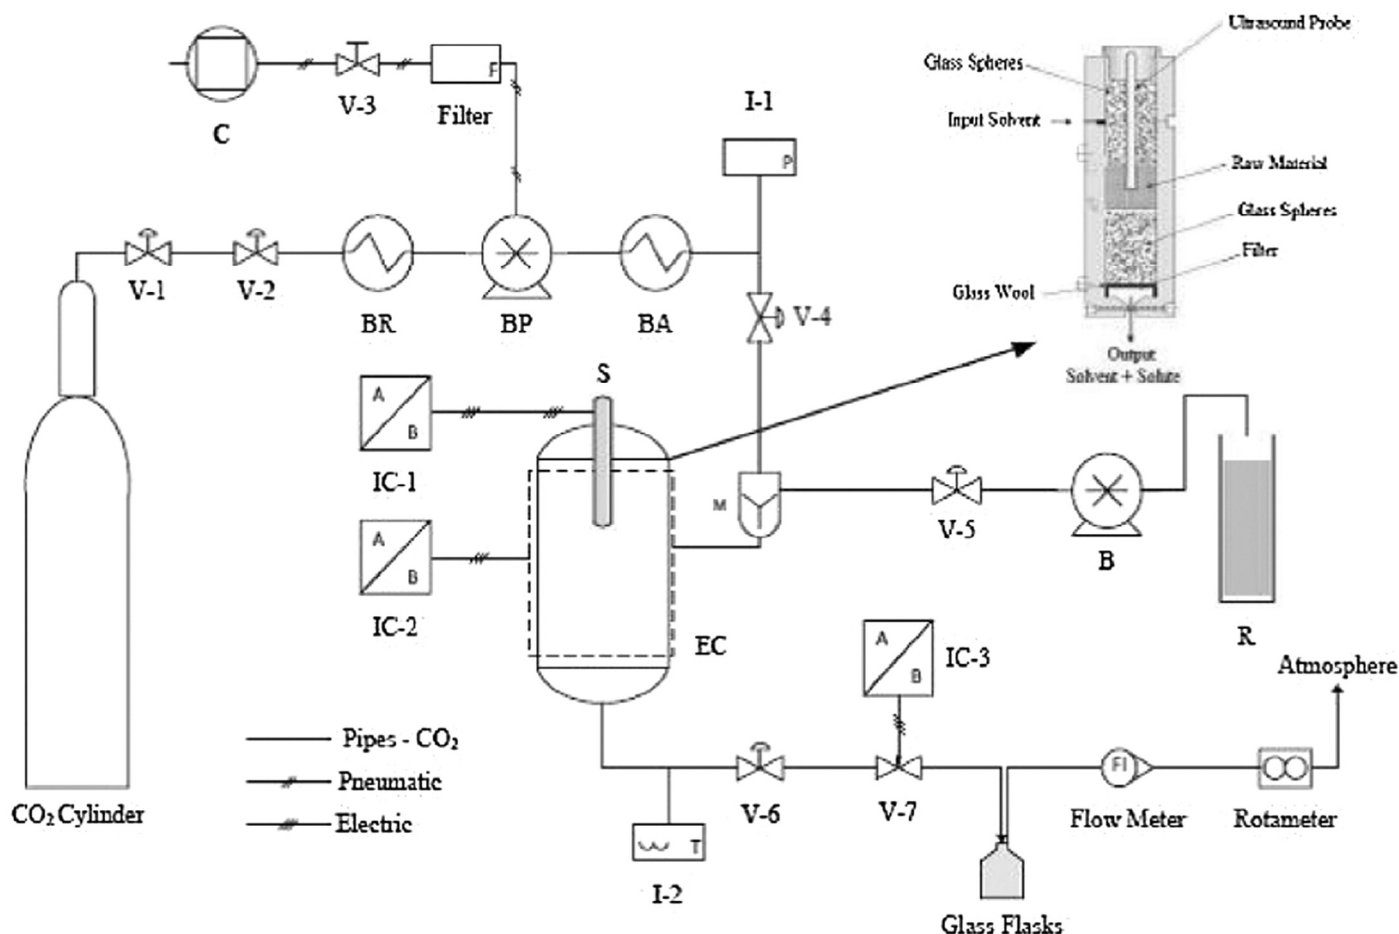 Ultrasound Probe
Glass Spheres
Input Solvent
Raw Material
Glass Spheres
Filter
Glass Wool
Output
Solvent + Solute
C
V-3
F
Filter
I-1
P
V-1
V-2
BR
BP
BA
V-4
S
A
B
IC-1
A
B
IC-2
M
V-5
B
R
EC
A
B
IC-3
Atmosphere
Pipes - CO₂
Pneumatic
Electric
CO₂ Cylinder
V-6
V-7
FI
Flow Meter
Rotameter
T
I-2
Glass Flasks